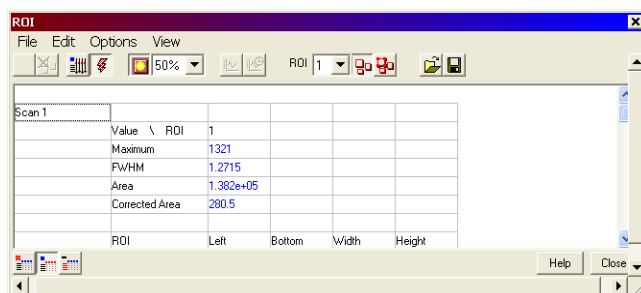 ROI
File Edit Options View
50% ROI 1
Scan 1
Value \ ROI 1
Maximum 1321
FWHM 1.2715
Area 1.382e+05
Corrected Area 280.5
ROI Left Bottom Width Height
Help Close